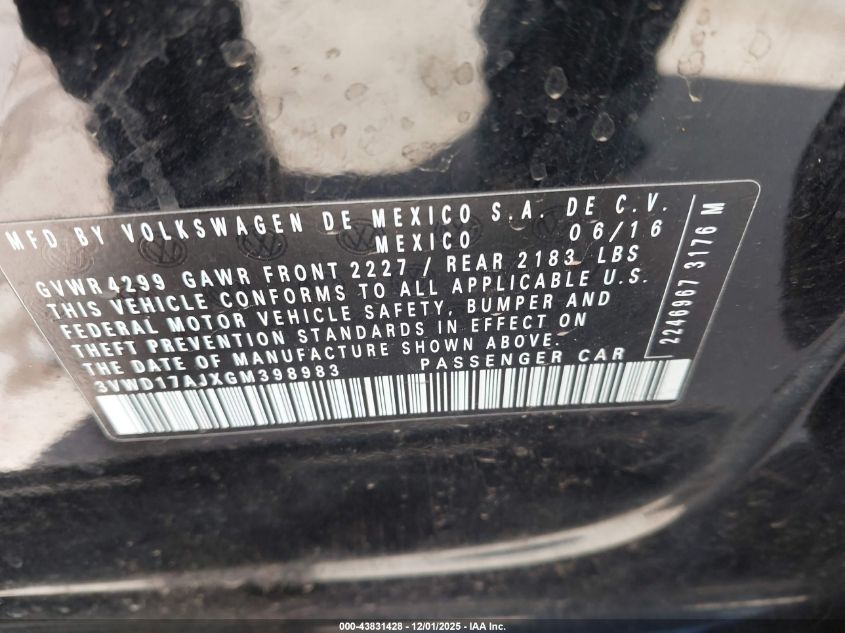 MFD BY VOLKSWAGEN DE MEXICO S.A. DE C.V.
MEXICO 06/16
GVWR4299 GAWR FRONT 2227 / REAR 2183 LBS
THIS VEHICLE CONFORMS TO ALL APPLICABLE U.S.
FEDERAL MOTOR VEHICLE SAFETY, BUMPER AND
THEFT PREVENTION STANDARDS IN EFFECT ON
THE DATE OF MANUFACTURE SHOWN ABOVE.
3VWD17AJXGM398983 PASSENGER CAR
2246967 3176 M
000-43831428 - 12/01/2025 - IAA Inc.